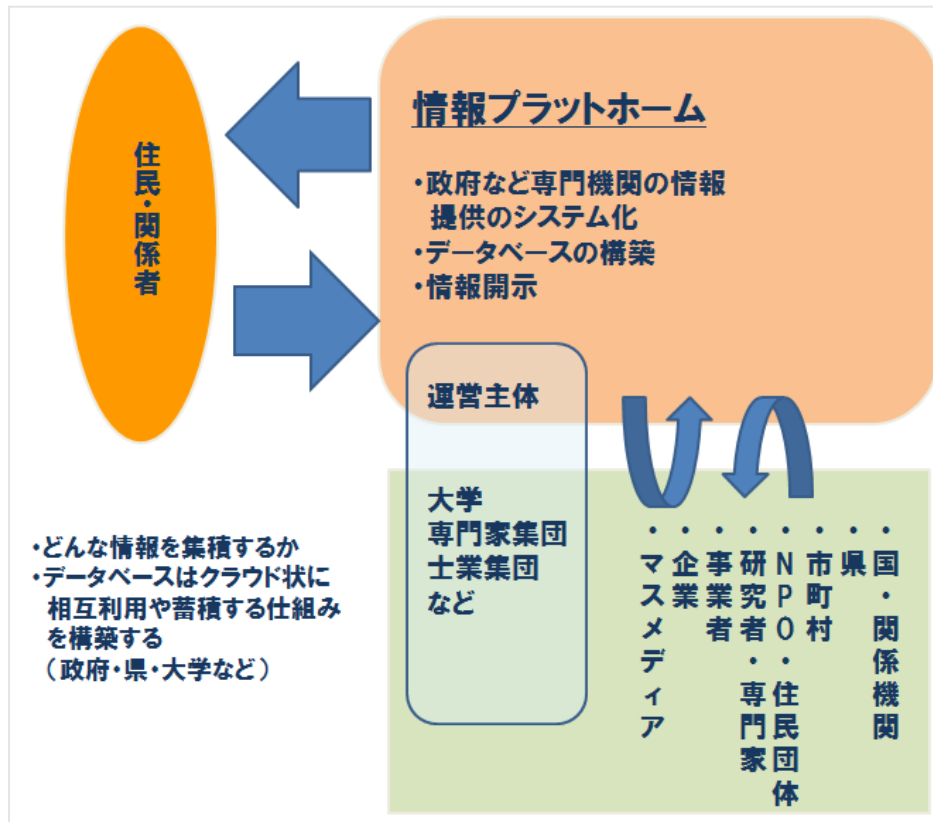 住民・関係者
情報プラットホーム
・政府など専門機関の情報
提供のシステム化
・データベースの構築
・情報開示
運営主体
大学
専門家集団
士業集団
など
・国・関係機関
・県
・市町村
・NPO・住民団体
・研究者・専門家
・事業者
・企業
・マスメディア
・どんな情報を集積するか
・データベースはクラウド状に
相互利用や蓄積する仕組み
を構築する
（政府・県・大学など）